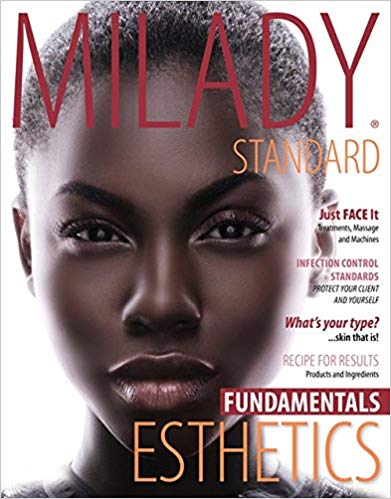 MILADY®
STANDARD
Just FACE It
Treatments, Massage
and Machines
INFECTION CONTROL
STANDARDS
PROTECT YOUR CLIENT
AND YOURSELF
What's your type?
...skin that is!
RECIPE FOR RESULTS
Products and Ingredients
FUNDAMENTALS
ESTHETICS